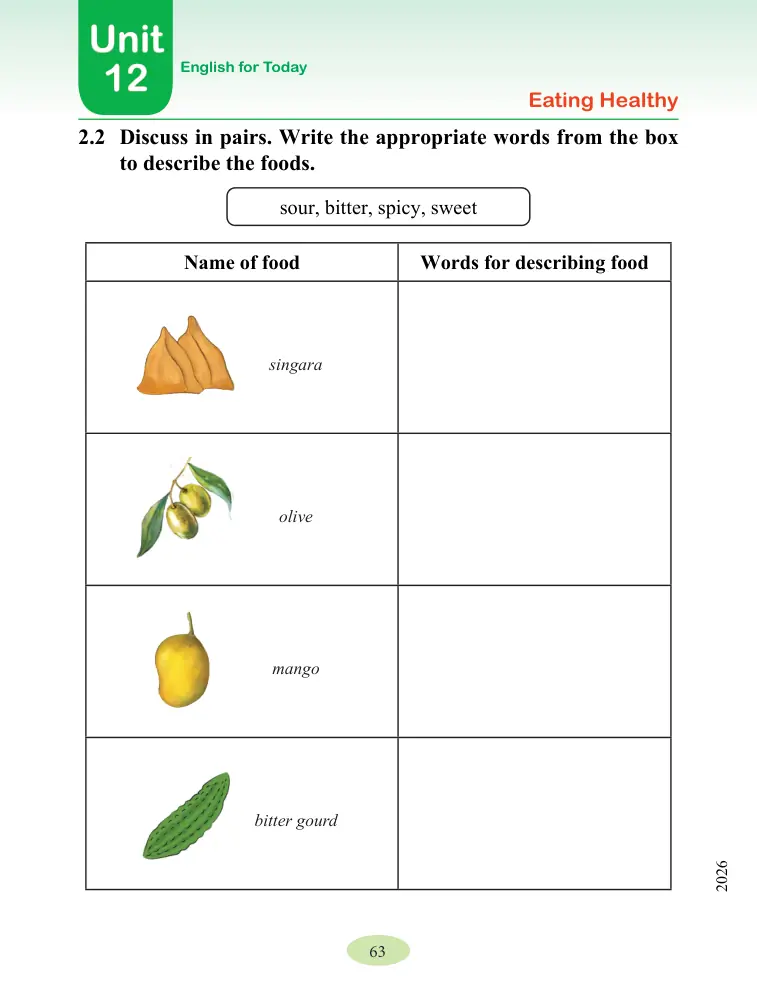 Unit
12
English for Today
Eating Healthy
2.2 Discuss in pairs. Write the appropriate words from the box
to describe the foods.
sour, bitter, spicy, sweet
Name of food Words for describing food
singara
olive
mango
bitter gourd
2026
63